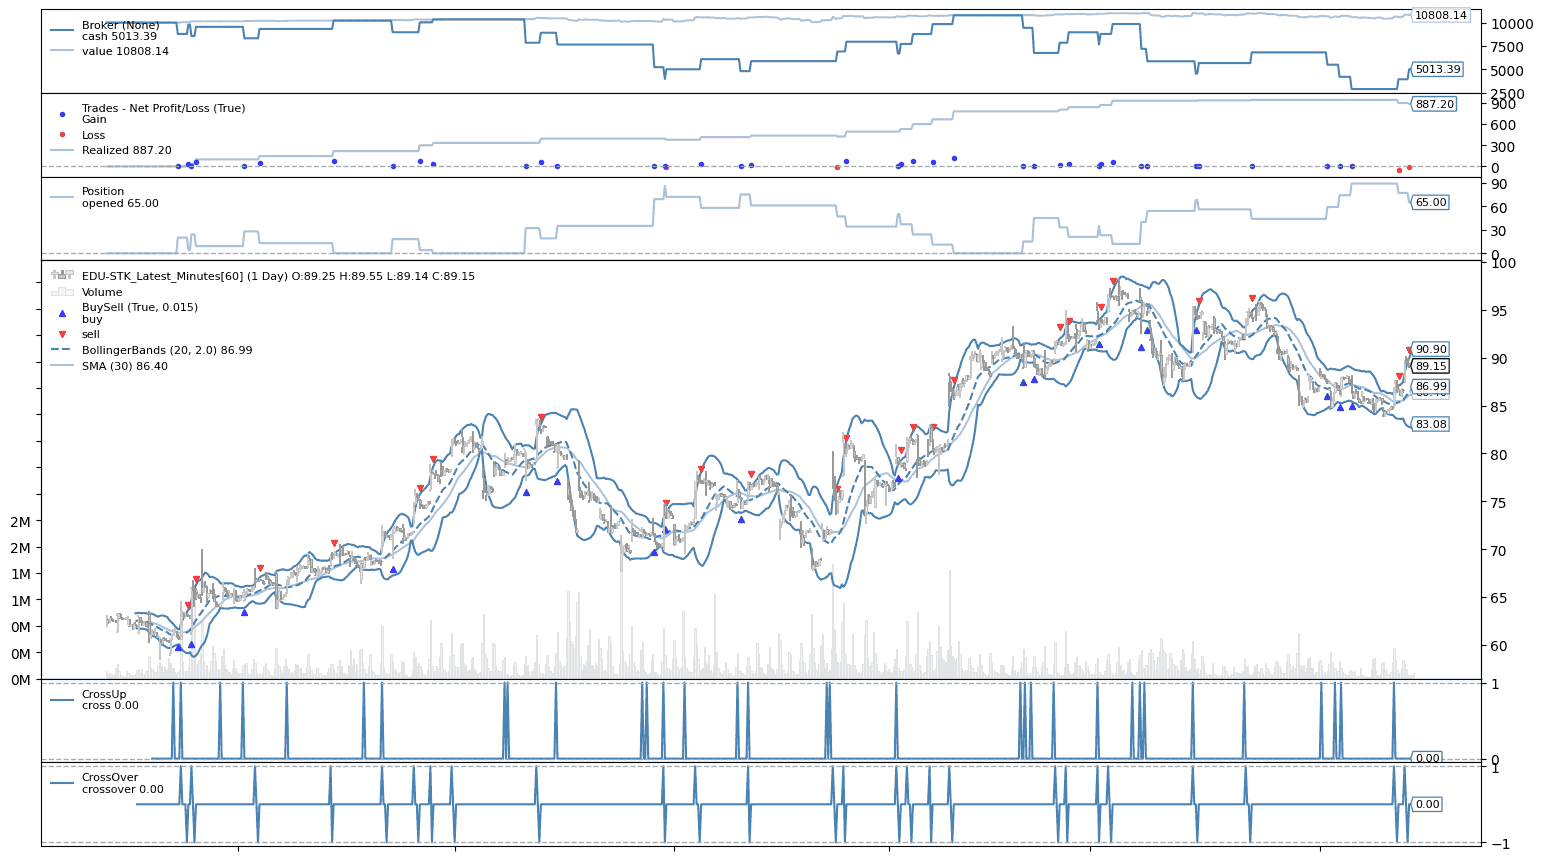 Broker (None)
cash 5013.39
value 10808.14
10808.14
10000
7500
5013.39
5000
2500
Trades - Net Profit/Loss (True)
Gain
Loss
Realized 887.20
900
887.20
600
300
0
Position
opened 65.00
90
65.00
60
30
0
EDU-STK_Latest_Minutes[60] (1 Day) O:89.25 H:89.55 L:89.14 C:89.15
Volume
BuySell (True, 0.015)
buy
sell
BollingerBands (20, 2.0) 86.99
SMA (30) 86.40
100
95
90.90
90
89.15
86.99
85
83.08
80
75
70
65
60
2M
2M
1M
1M
0M
0M
0M
CrossUp
cross 0.00
1
0.00
0
CrossOver
crossover 0.00
1
0.00
−1